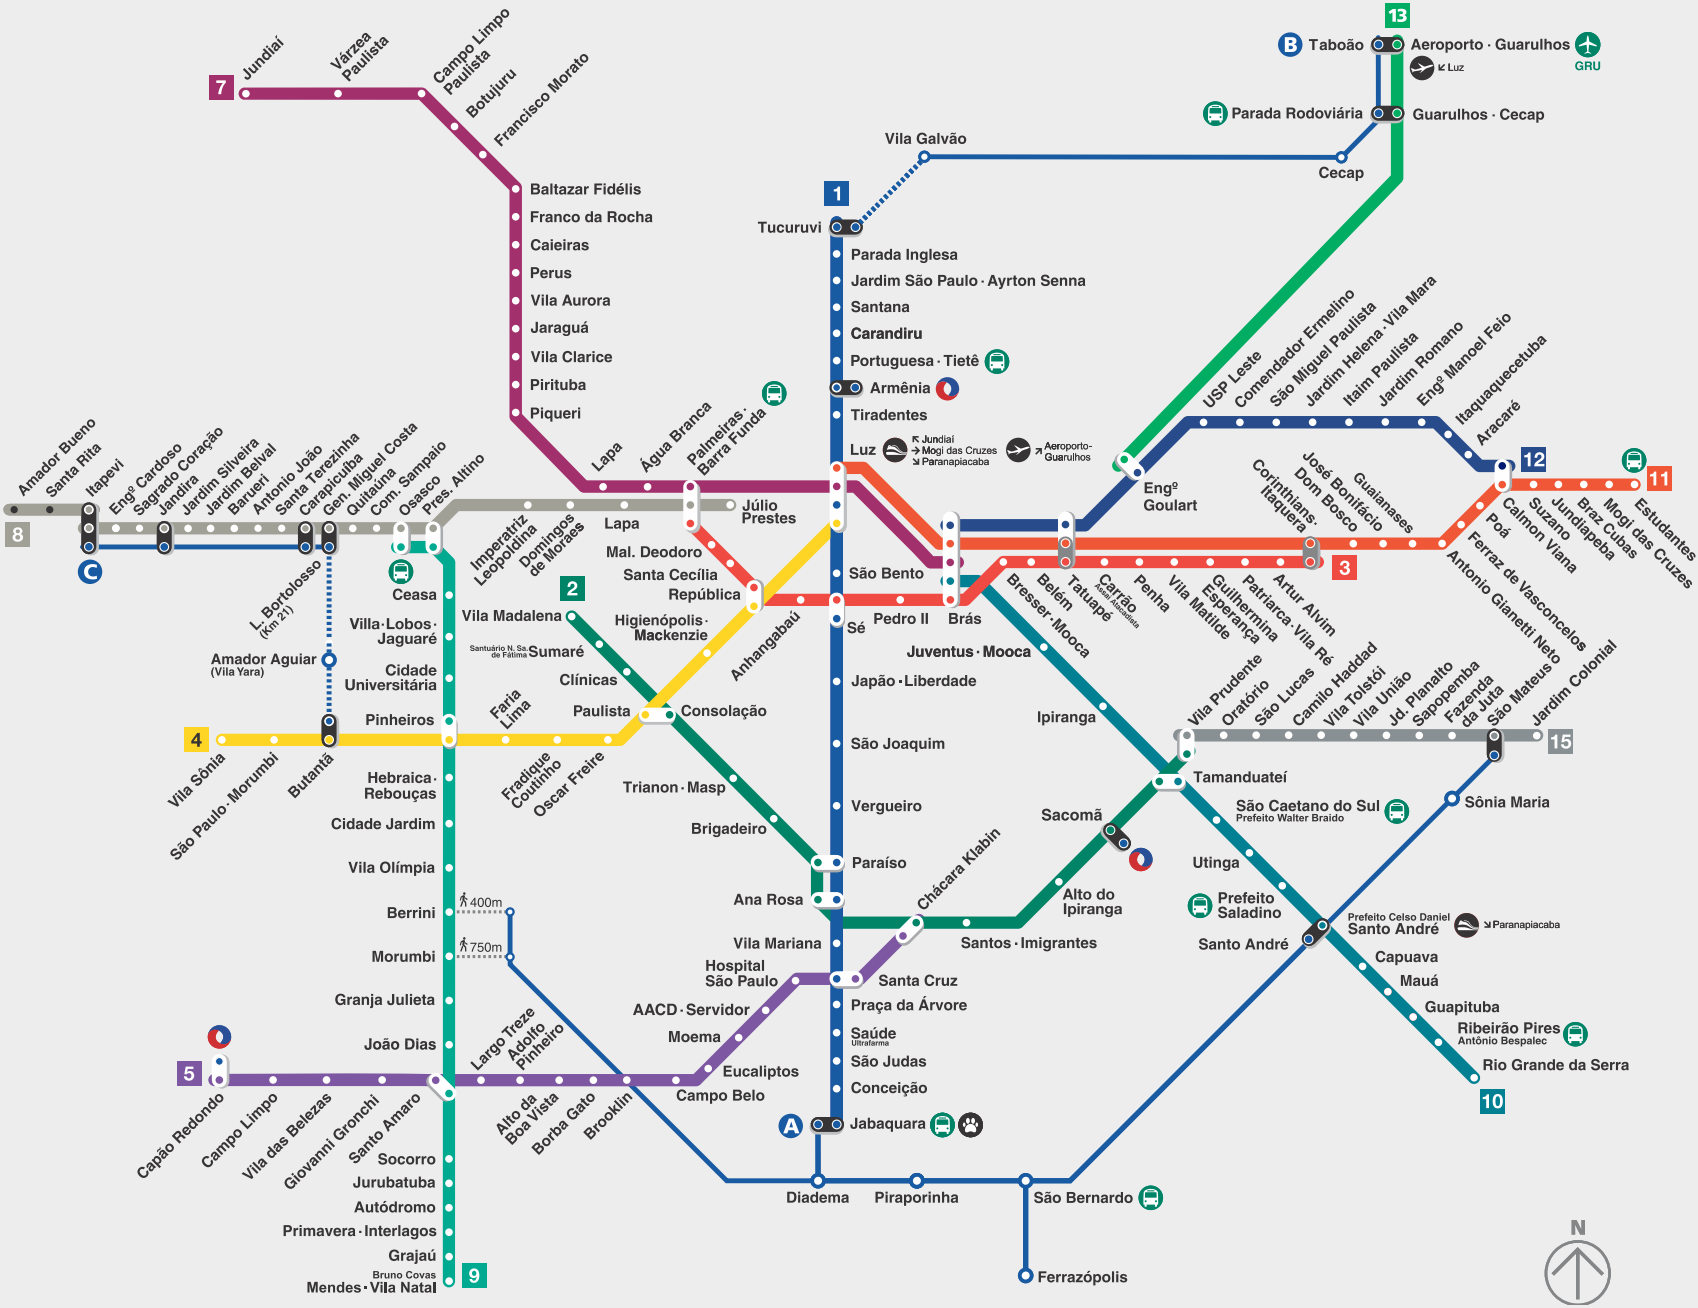 13
B Taboão
Aeroporto · Guarulhos
GRU
↙ Luz
Parada Rodoviária
Guarulhos · Cecap
Vila Galvão
Cecap
7
Jundiaí
Várzea
Paulista
Campo Limpo
Paulista
Botujuru
Francisco Morato
Baltazar Fidélis
Franco da Rocha
Caieiras
Perus
Vila Aurora
Jaraguá
Vila Clarice
Pirituba
Piqueri
Lapa
Água Branca
Palmeiras ·
Barra Funda
1
Tucuruvi
Parada Inglesa
Jardim São Paulo · Ayrton Senna
Santana
Carandiru
Portuguesa · Tietê
Armênia
Tiradentes
Luz
↖ Jundiaí
→ Mogi das Cruzes
↘ Paranapiacaba
↗ Aeroporto-
Guarulhos
São Bento
Sé
Japão · Liberdade
São Joaquim
Vergueiro
Paraíso
Ana Rosa
Vila Mariana
Santa Cruz
Praça da Árvore
Saúde
Ultrafarma
São Judas
Conceição
A
Jabaquara
8
Amador Bueno
Santa Rita
Itapevi
Engº Cardoso
Sagrado Coração
Jandira
Jardim Silveira
Jardim Belval
Barueri
Antonio João
Santa Terezinha
Carapicuíba
Gen. Miguel Costa
Quitaúna
Com. Sampaio
Osasco
Pres. Altino
Imperatriz
Leopoldina
Domingos
de Moraes
Lapa
Júlio
Prestes
C
L. Bortolosso
(Km 21)
Amador Aguiar
(Vila Yara)
Ceasa
Villa-Lobos ·
Jaguaré
Cidade
Universitária
Pinheiros
Hebraica ·
Rebouças
Cidade Jardim
Vila Olímpia
Berrini
400m
Morumbi
750m
Granja Julieta
João Dias
Socorro
Jurubatuba
Autódromo
Primavera · Interlagos
Grajaú
Bruno Covas
Mendes · Vila Natal
9
4
Vila Sônia
São Paulo · Morumbi
Butantã
Faria
Lima
Fradique
Coutinho
Oscar Freire
Paulista
Higienópolis ·
Mackenzie
2
Vila Madalena
Santuário N. Sa.
de Fátima
Sumaré
Clínicas
Consolação
Trianon · Masp
Brigadeiro
Chácara Klabin
Santos · Imigrantes
Alto do
Ipiranga
Sacomã
Tamanduateí
Vila Prudente
Mal. Deodoro
Santa Cecília
República
Anhangabaú
Pedro II
Brás
Bresser · Mooca
Belém
Tatuapé
Carrão
Assaí Atacadista
Penha
Vila Matilde
Guilhermina
Esperança
Patriarca · Vila Ré
Artur Alvim
Corinthians ·
Itaquera
3
Engº
Goulart
USP Leste
Comendador Ermelino
São Miguel Paulista
Jardim Helena · Vila Mara
Itaim Paulista
Jardim Romano
Engº Manoel Feio
Itaquaquecetuba
Aracaré
12
11
José Bonifácio
Dom Bosco
Guaianases
Antonio Gianetti Neto
Ferraz de Vasconcelos
Poá
Calmon Viana
Suzano
Jundiapeba
Braz Cubas
Mogi das Cruzes
Estudantes
Juventus · Mooca
Ipiranga
São Caetano do Sul
Prefeito Walter Braido
Utinga
Prefeito
Saladino
Santo André
Prefeito Celso Daniel
Santo André
↘ Paranapiacaba
Capuava
Mauá
Guapituba
Ribeirão Pires
Antônio Bespalec
Rio Grande da Serra
10
Oratório
São Lucas
Camilo Haddad
Vila Tolstói
Vila União
Jd. Planalto
Sapopemba
Fazenda
da Juta
São Mateus
Jardim Colonial
15
Sônia Maria
5
Capão Redondo
Campo Limpo
Vila das Belezas
Giovanni Gronchi
Santo Amaro
Largo Treze
Adolfo
Pinheiro
Alto da
Boa Vista
Borba Gato
Brooklin
Campo Belo
Eucaliptos
Moema
AACD · Servidor
Hospital
São Paulo
Diadema
Piraporinha
São Bernardo
Ferrazópolis
N